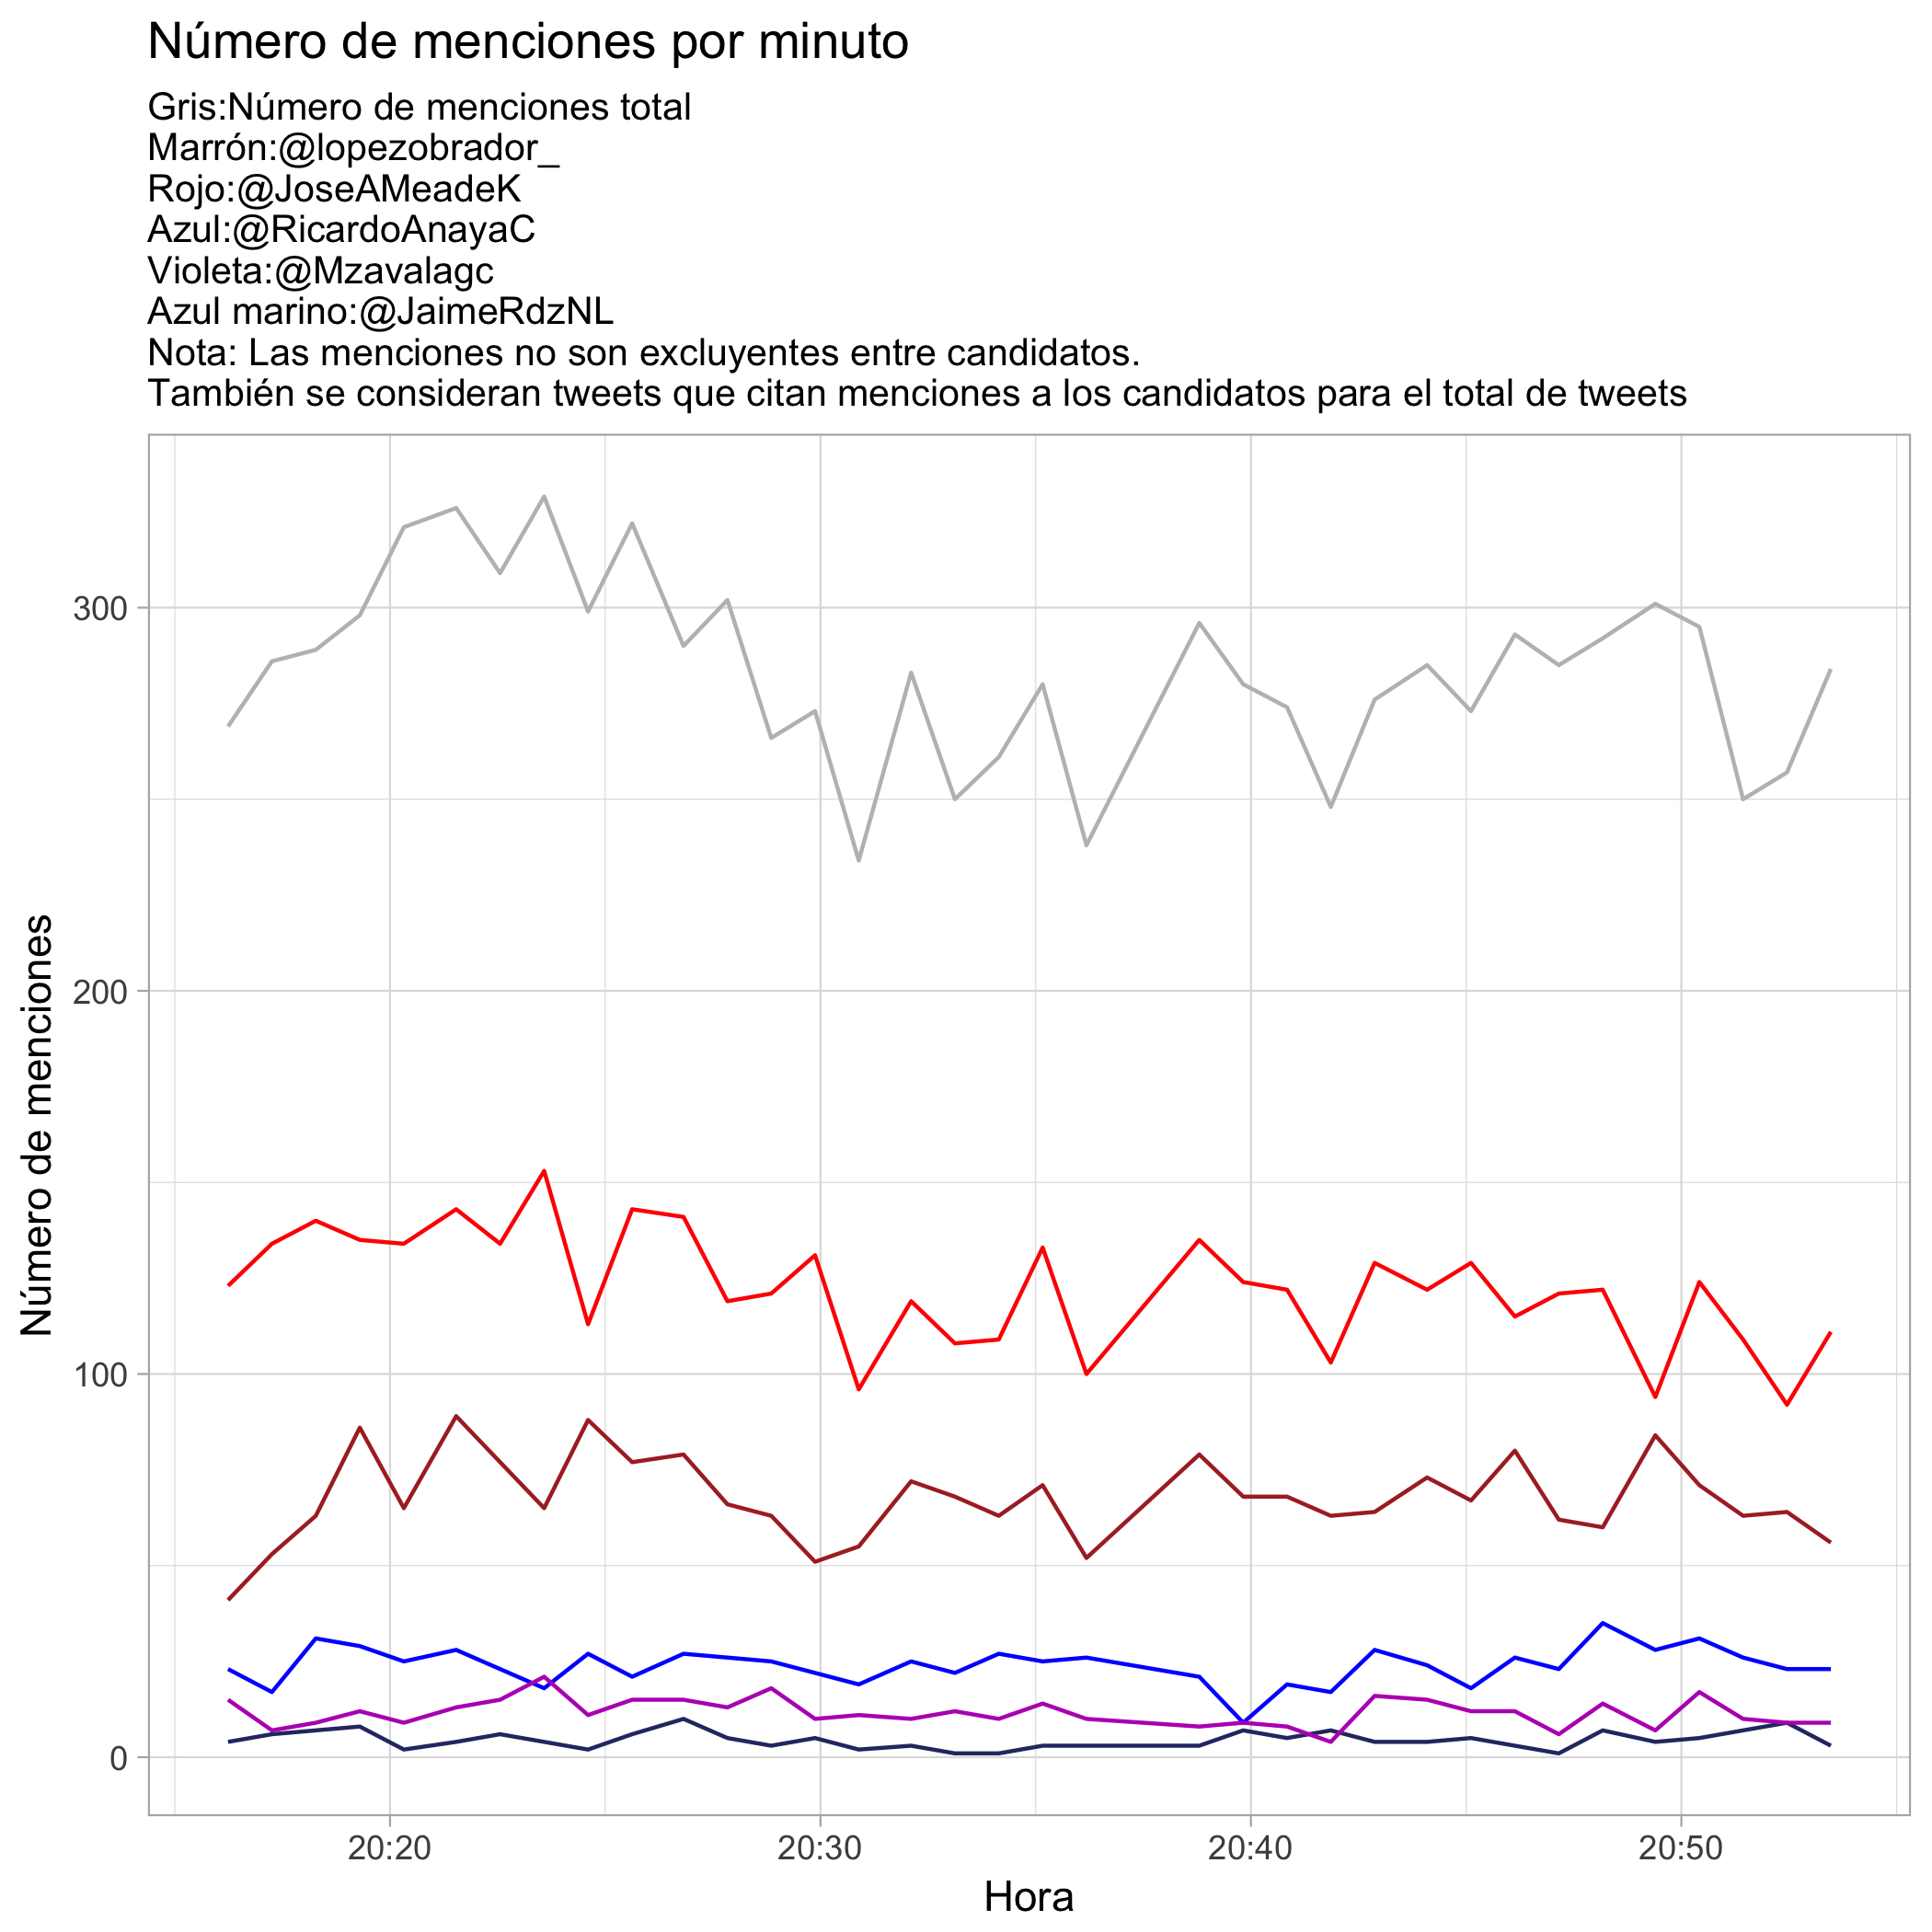 Número de menciones por minuto
Gris:Número de menciones total
Marrón:@lopezobrador_
Rojo:@JoseAMeadeK
Azul:@RicardoAnayaC
Violeta:@Mzavalagc
Azul marino:@JaimeRdzNL
Nota: Las menciones no son excluyentes entre candidatos.
También se consideran tweets que citan menciones a los candidatos para el total de tweets
Número de menciones
300
200
100
0
20:20
20:30
20:40
20:50
Hora